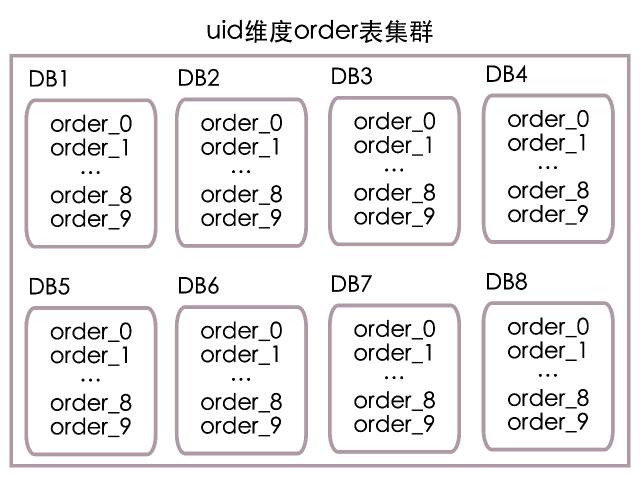 uid维度order表集群
DB1
order_0
order_1
...
order_8
order_9
DB2
order_0
order_1
...
order_8
order_9
DB3
order_0
order_1
...
order_8
order_9
DB4
order_0
order_1
...
order_8
order_9
DB5
order_0
order_1
...
order_8
order_9
DB6
order_0
order_1
...
order_8
order_9
DB7
order_0
order_1
...
order_8
order_9
DB8
order_0
order_1
...
order_8
order_9